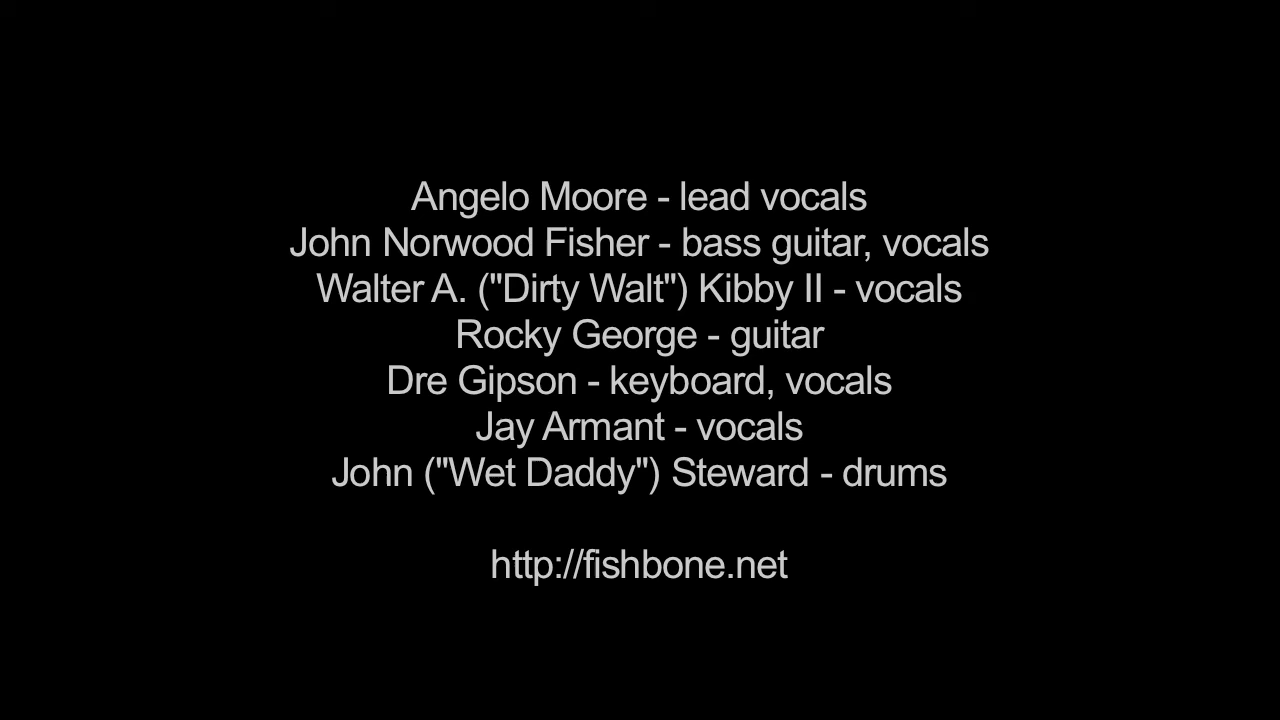 Angelo Moore - lead vocals
John Norwood Fisher - bass guitar, vocals
Walter A. ("Dirty Walt") Kibby II - vocals
Rocky George - guitar
Dre Gipson - keyboard, vocals
Jay Armant - vocals
John ("Wet Daddy") Steward - drums
http://fishbone.net